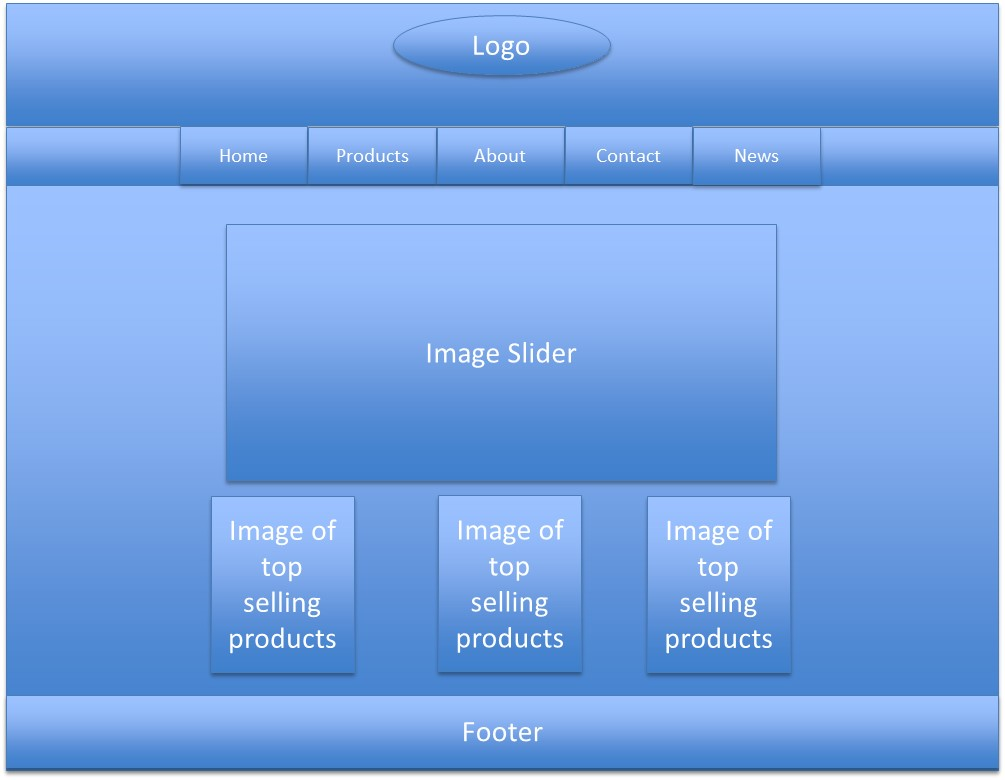 Logo
Home
Products
About
Contact
News
Image Slider
Image of
top
selling
products
Image of
top
selling
products
Image of
top
selling
products
Footer